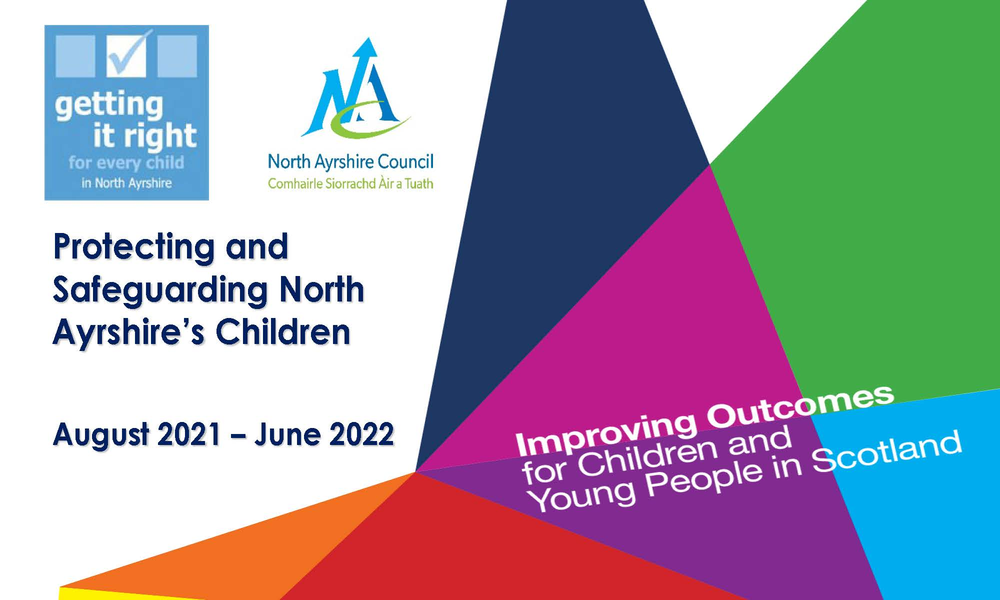 getting
it right
for every child
in North Ayrshire
NA
North Ayrshire Council
Comhairle Siorrachd Àir a Tuath
Protecting and
Safeguarding North
Ayrshire’s Children
August 2021 – June 2022
Improving Outcomes
for Children and
Young People in Scotland